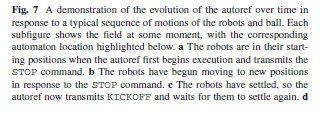 Fig. 7 A demonstration of the evolution of the autoref over time in
response to a typical sequence of motions of the robots and ball. Each
subfigure shows the field at some moment, with the corresponding
automaton location highlighted below. a The robots are in their start-
ing positions when the autoref first begins execution and transmits the
STOP command. b The robots have begun moving to new positions
in response to the STOP command. c The robots have settled, so the
autoref now transmits KICKOFF and waits for them to settle again. d